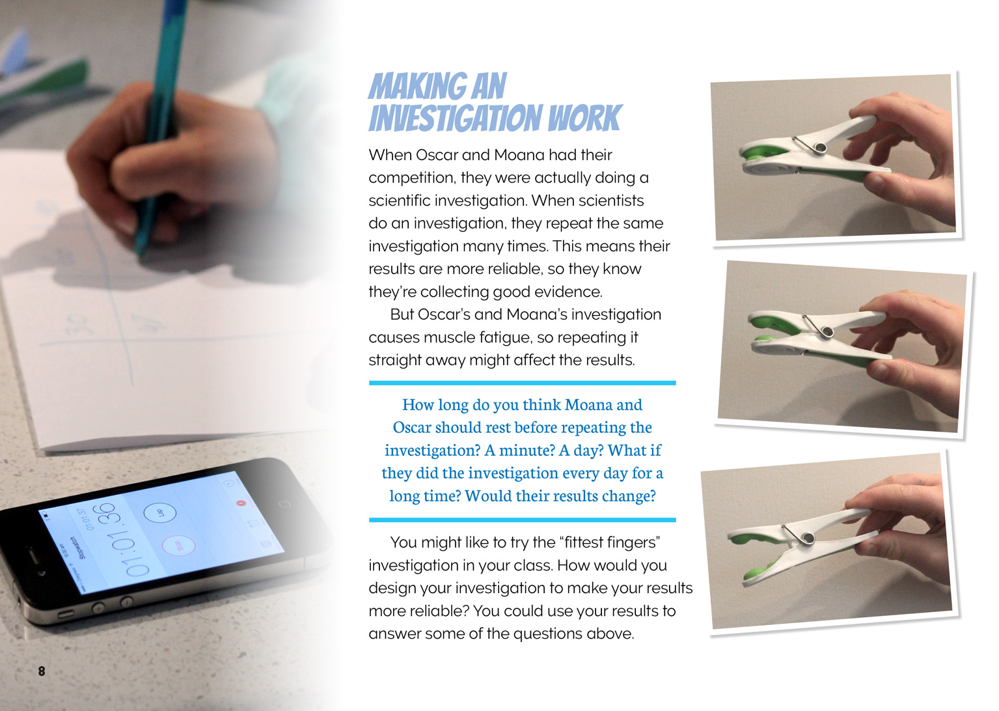 MAKING AN
INVESTIGATION WORK
When Oscar and Moana had their
competition, they were actually doing a
scientific investigation. When scientists
do an investigation, they repeat the same
investigation many times. This means their
results are more reliable, so they know
they’re collecting good evidence.
But Oscar’s and Moana’s investigation
causes muscle fatigue, so repeating it
straight away might affect the results.
How long do you think Moana and
Oscar should rest before repeating the
investigation? A minute? A day? What if
they did the investigation every day for a
long time? Would their results change?
You might like to try the “fittest fingers”
investigation in your class. How would you
design your investigation to make your results
more reliable? You could use your results to
answer some of the questions above.
30
Stopwatch
01:01.37
01:01.36
Stop
Lap
8